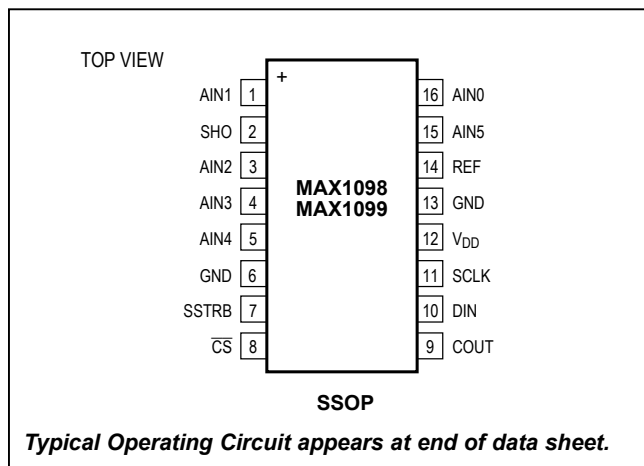 TOP VIEW
+
AIN1 1
SHO 2
AIN2 3
AIN3 4
AIN4 5
GND 6
SSTRB 7
C̅S̅ 8
MAX1098
MAX1099
16 AIN0
15 AIN5
14 REF
13 GND
12 VDD
11 SCLK
10 DIN
9 COUT
SSOP
Typical Operating Circuit appears at end of data sheet.